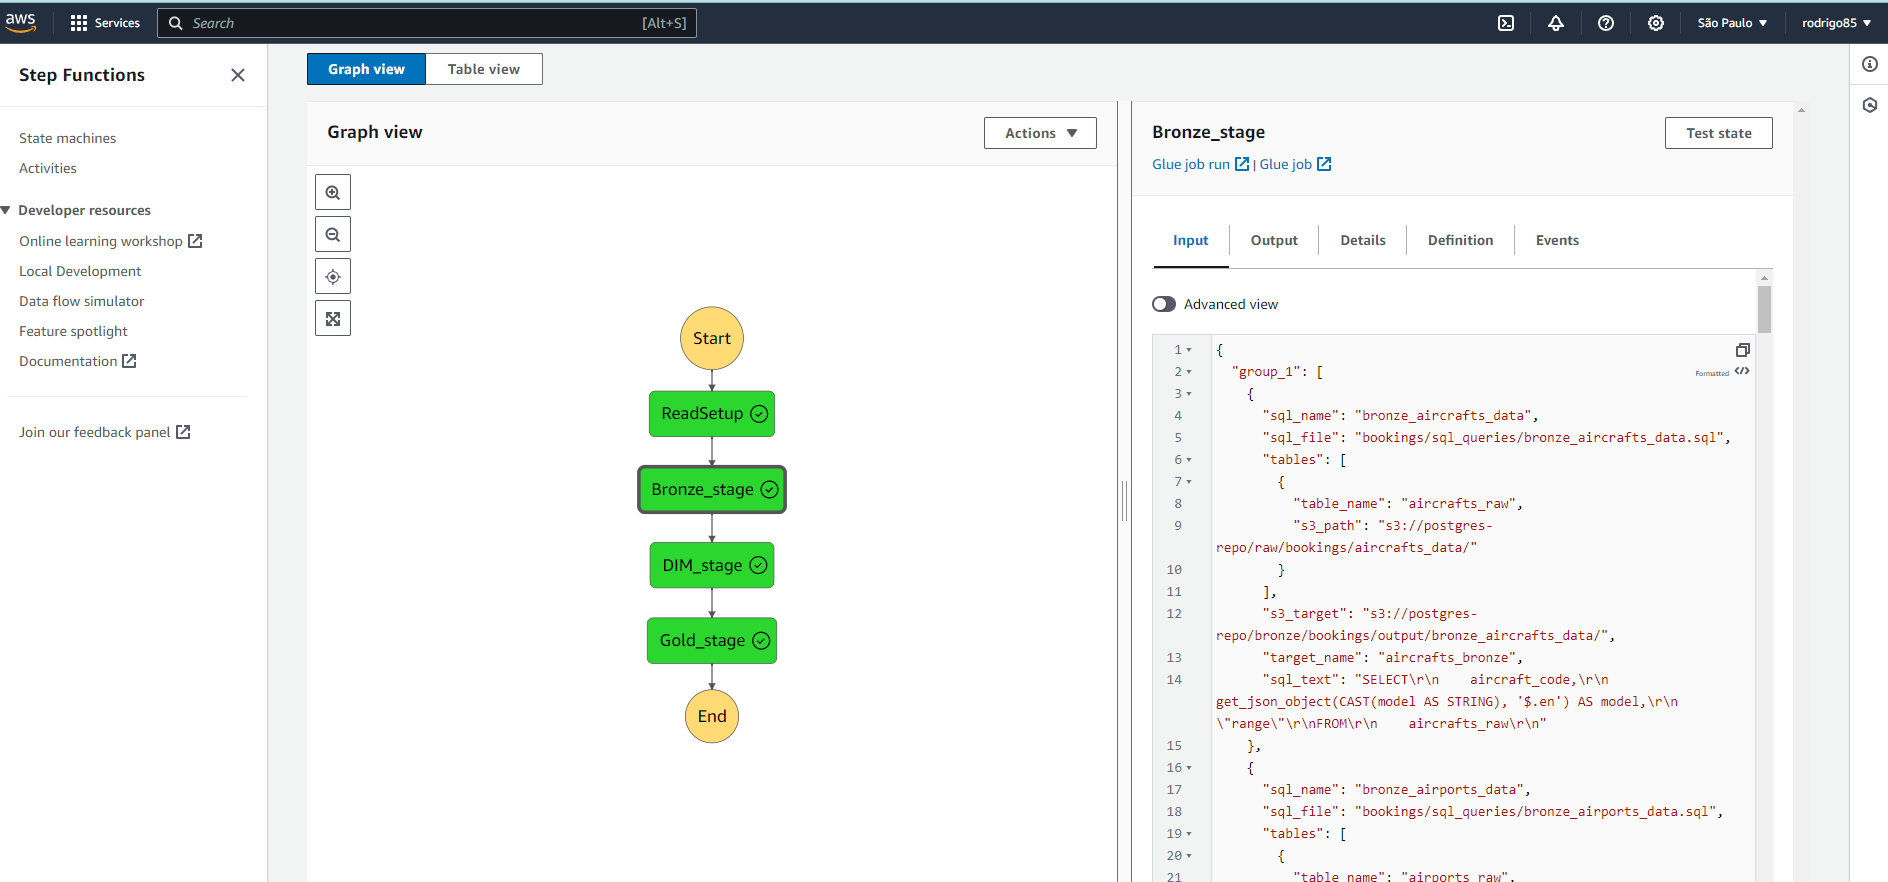 aws
Services
Search
[Alt+S]
São Paulo
rodrigo85
Step Functions
State machines
Activities
Developer resources
Online learning workshop
Local Development
Data flow simulator
Feature spotlight
Documentation
Join our feedback panel
Graph view
Table view
Graph view
Actions
Start
ReadSetup
Bronze_stage
DIM_stage
Gold_stage
End
Bronze_stage
Test state
Glue job run | Glue job
Input
Output
Details
Definition
Events
Advanced view
Formatted
1 {
2 "group_1": [
3 {
4 "sql_name": "bronze_aircrafts_data",
5 "sql_file": "bookings/sql_queries/bronze_aircrafts_data.sql",
6 "tables": [
7 {
8 "table_name": "aircrafts_raw",
9 "s3_path": "s3://postgres-
repo/raw/bookings/aircrafts_data/"
10 }
11 ],
12 "s3_target": "s3://postgres-
repo/bronze/bookings/output/bronze_aircrafts_data/",
13 "target_name": "aircrafts_bronze",
14 "sql_text": "SELECT\r\n    aircraft_code,\r\n
get_json_object(CAST(model AS STRING), '$.en') AS model,\r\n
\"range\"\r\nFROM\r\n    aircrafts_raw\r\n"
15 },
16 {
17 "sql_name": "bronze_airports_data",
18 "sql_file": "bookings/sql_queries/bronze_airports_data.sql",
19 "tables": [
20 {
21 "table_name": "airports_raw",